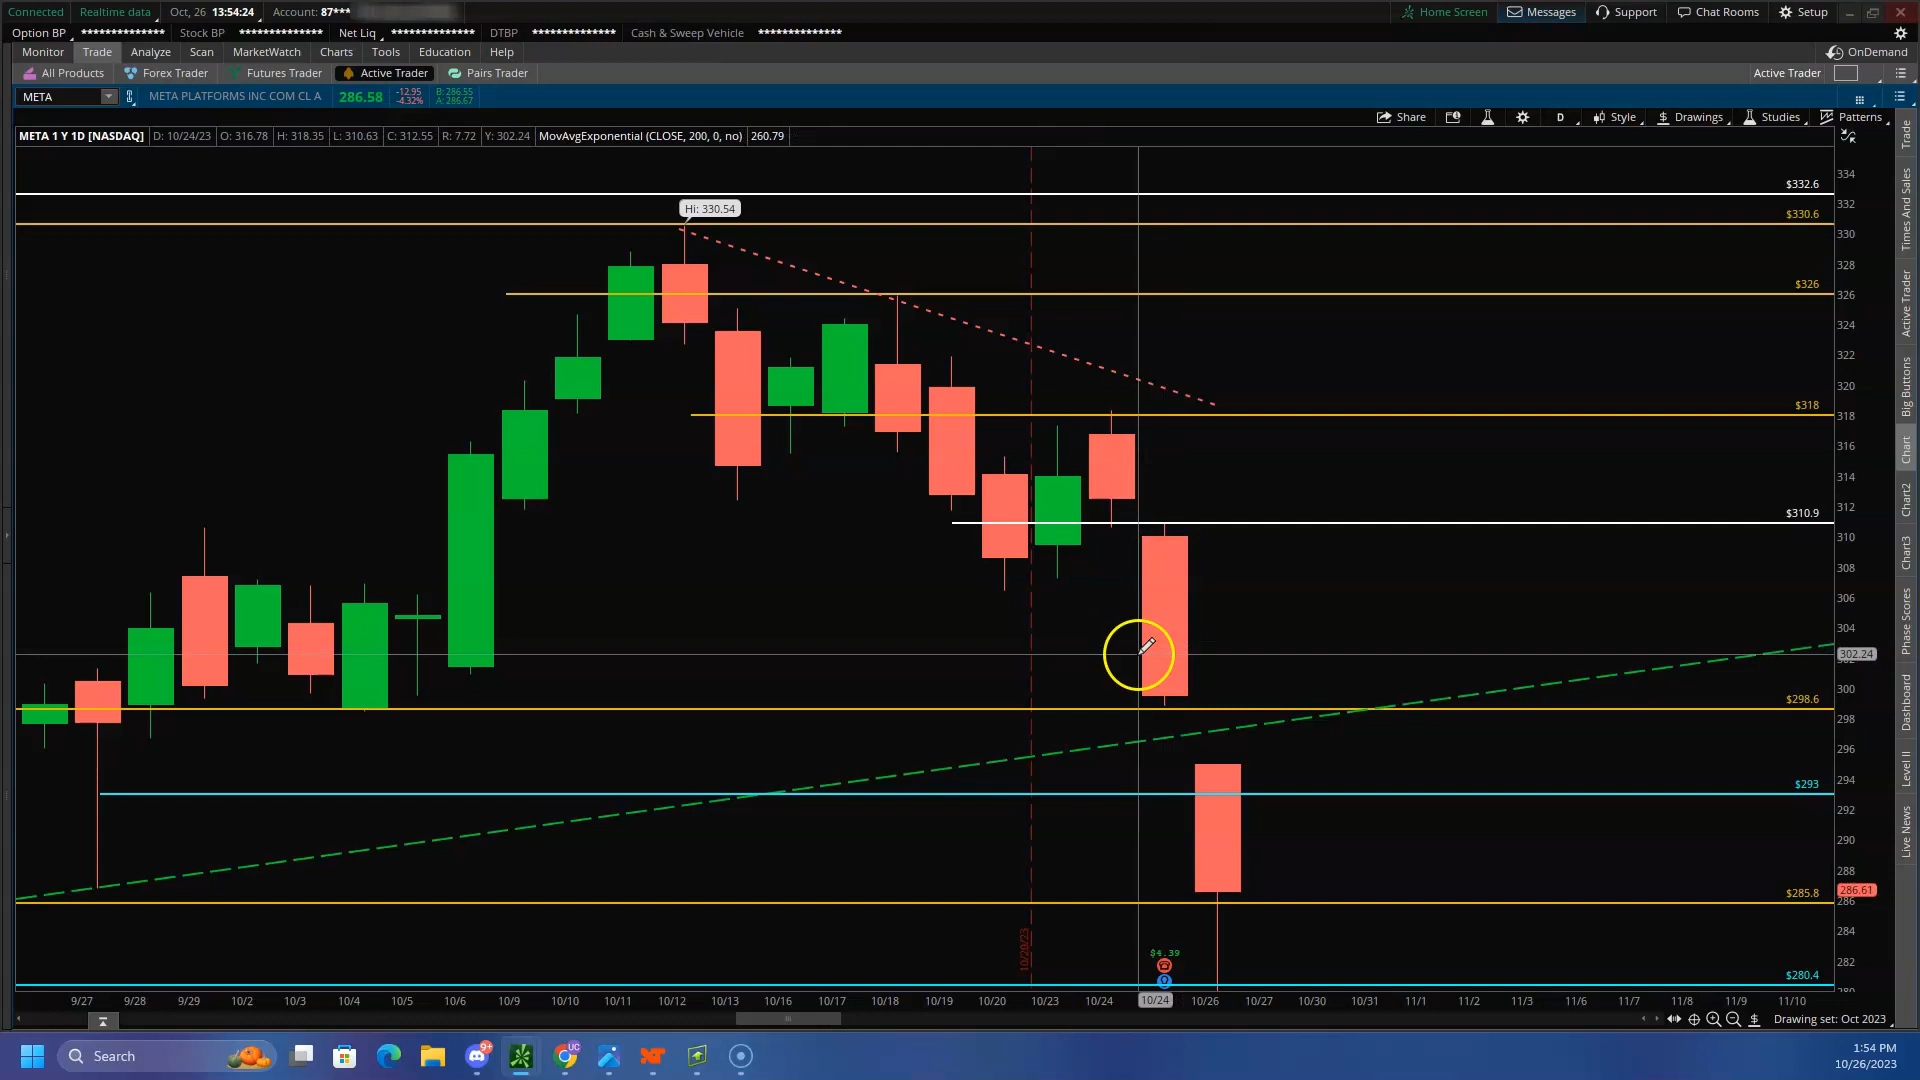 Connected Realtime data Oct, 26 13:54:24 Account: 87*** Home Screen Messages Support Chat Rooms Setup
Option BP ************** Stock BP ************** Net Liq ************** DTBP ************** Cash & Sweep Vehicle **************
Monitor Trade Analyze Scan MarketWatch Charts Tools Education Help OnDemand
All Products Forex Trader Futures Trader Active Trader Pairs Trader Active Trader
META META PLATFORMS INC COM CL A 286.58 -12.95 B: 286.55
-4.32% A: 286.67
Share D Style Drawings Studies Patterns
META 1 Y 1D [NASDAQ] D: 10/24/23 O: 316.78 H: 318.35 L: 310.63 C: 312.55 R: 7.72 Y: 302.24 MovAvgExponential (CLOSE, 200, 0, no) 260.79
Trade
Times And Sales
Active Trader
Big Buttons
Chart
Chart2
Chart3
Phase Scores
Dashboard
Level II
Live News
334
$332.6
332
Hi: 330.54
$330.6
330
328
$326
326
324
322
320
$318
318
316
314
312
$310.9
310
308
306
304
302.24
300
$298.6
298
296
294
$293
292
290
288
286.61
$285.8
286
284
10/20/23
$4.39
282
$280.4
280
9/27 9/28 9/29 10/2 10/3 10/4 10/5 10/6 10/9 10/10 10/11 10/12 10/13 10/16 10/17 10/18 10/19 10/20 10/23 10/24 10/24 10/26 10/27 10/30 10/31 11/1 11/2 11/3 11/6 11/7 11/8 11/9 11/10
Drawing set: Oct 2023
Search 9+ UC 1:54 PM
10/26/2023